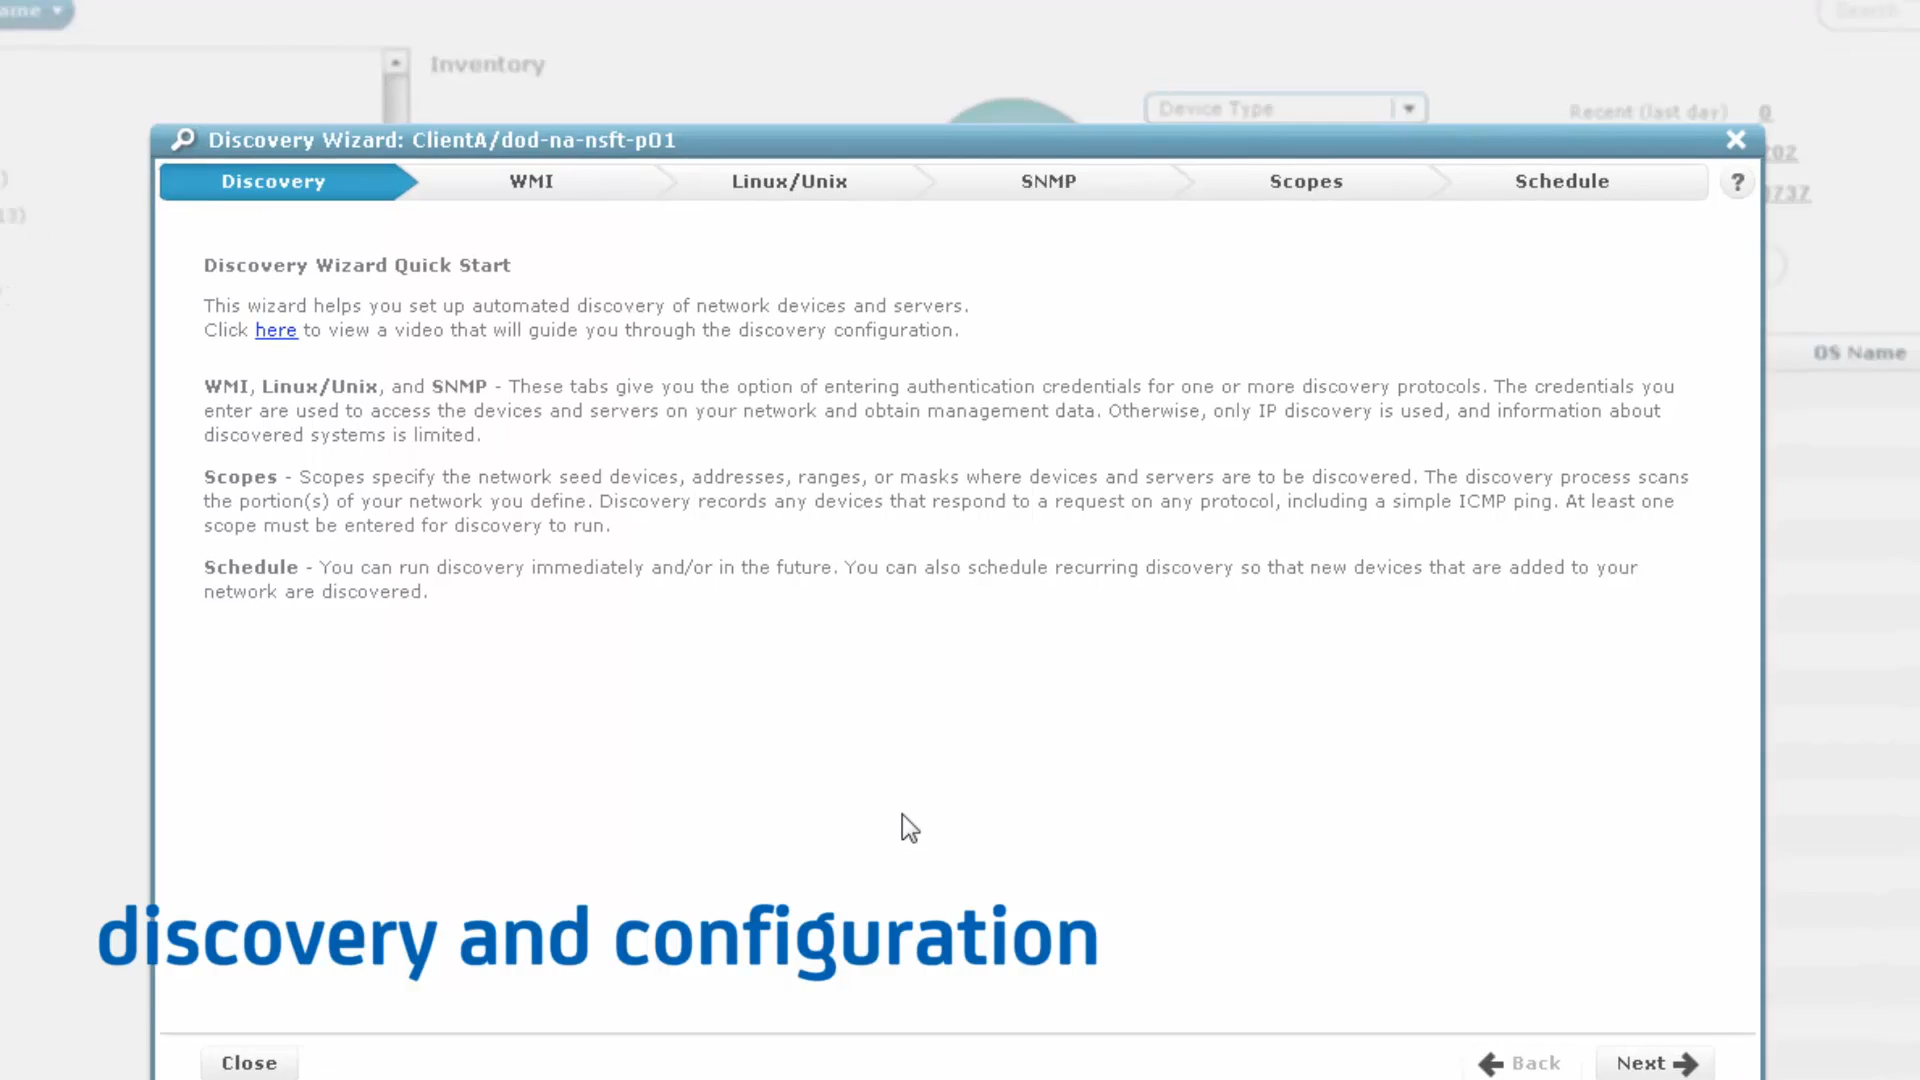 ame
Search
Inventory
Device Type
Recent (last day) 0
Discovery Wizard: ClientA/dod-na-nsft-p01
202
Discovery WMI Linux/Unix SNMP Scopes Schedule ?
3737
13)
Discovery Wizard Quick Start
This wizard helps you set up automated discovery of network devices and servers.
Click here to view a video that will guide you through the discovery configuration.
OS Name
WMI, Linux/Unix, and SNMP - These tabs give you the option of entering authentication credentials for one or more discovery protocols. The credentials you
enter are used to access the devices and servers on your network and obtain management data. Otherwise, only IP discovery is used, and information about
discovered systems is limited.
Scopes - Scopes specify the network seed devices, addresses, ranges, or masks where devices and servers are to be discovered. The discovery process scans
the portion(s) of your network you define. Discovery records any devices that respond to a request on any protocol, including a simple ICMP ping. At least one
scope must be entered for discovery to run.
Schedule - You can run discovery immediately and/or in the future. You can also schedule recurring discovery so that new devices that are added to your
network are discovered.
discovery and configuration
Close Back Next